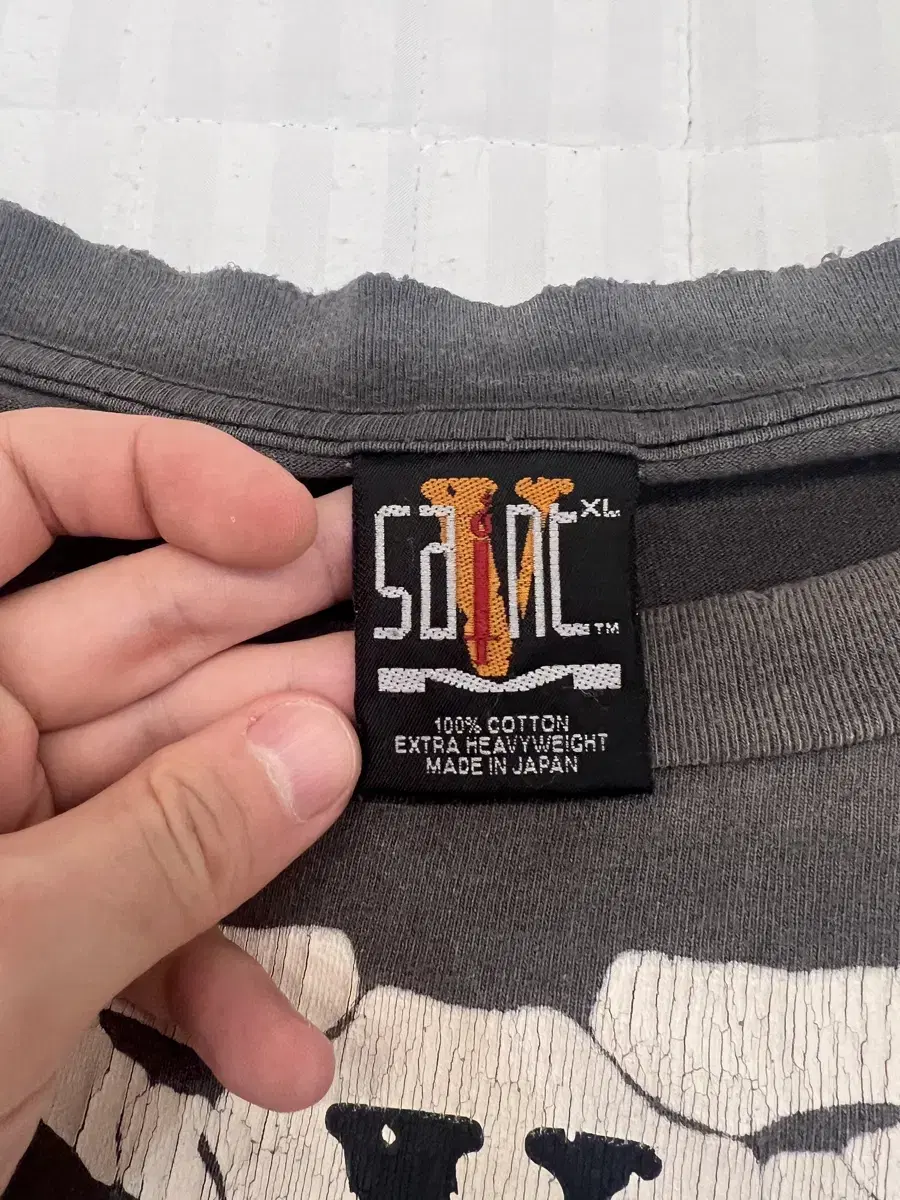 saint XL
V
TM
100% COTTON
EXTRA HEAVYWEIGHT
MADE IN JAPAN
V